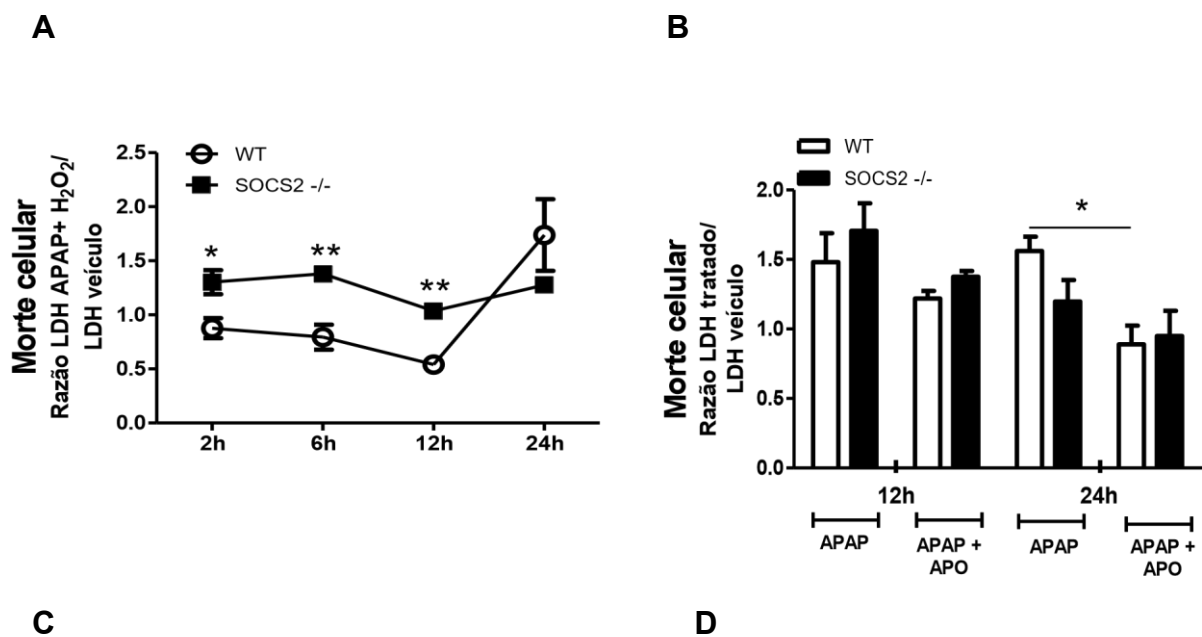 A
Morte celular
Razão LDH APAP+ H₂O₂/
LDH veículo
WT
SOCS2 -/-
2.5
2.0
1.5
1.0
0.5
0.0
*
**
**
2h
6h
12h
24h
B
Morte celular
Razão LDH tratado/
LDH veículo
WT
SOCS2 -/-
2.0
1.5
1.0
0.5
0.0
*
12h
24h
APAP
APAP +
APO
APAP
APAP +
APO
C
D